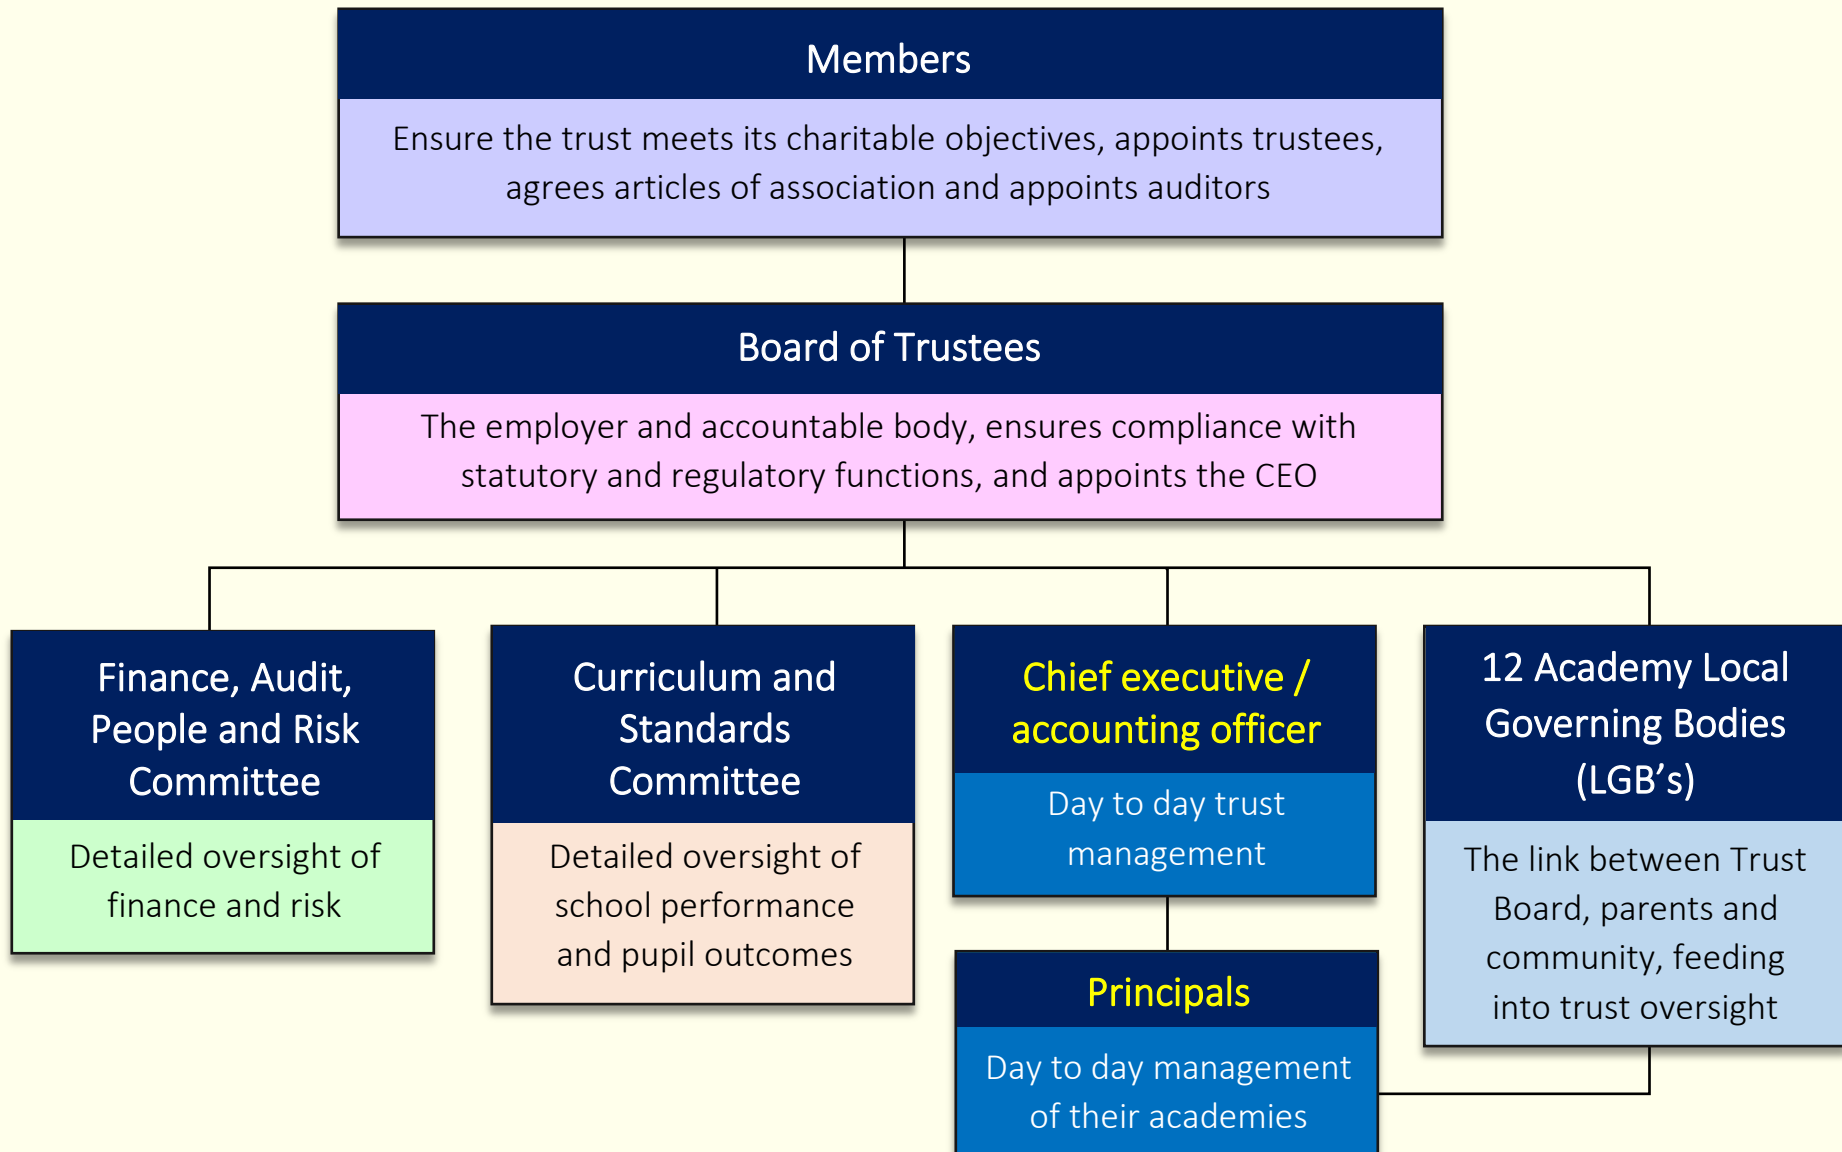 Members
Ensure the trust meets its charitable objectives, appoints trustees,
agrees articles of association and appoints auditors
Board of Trustees
The employer and accountable body, ensures compliance with
statutory and regulatory functions, and appoints the CEO
Finance, Audit,
People and Risk
Committee
Detailed oversight of
finance and risk
Curriculum and
Standards
Committee
Detailed oversight of
school performance
and pupil outcomes
Chief executive /
accounting officer
Day to day trust
management
Principals
Day to day management
of their academies
12 Academy Local
Governing Bodies
(LGB’s)
The link between Trust
Board, parents and
community, feeding
into trust oversight